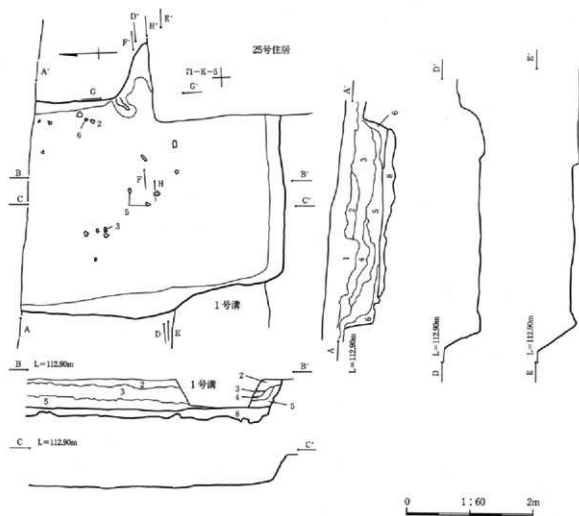 D' H' E'
F'
25号住居
71-K-5
A'
G G'
6 2
B B'
F H
C C'
5
3
1号溝
A
D E
A'
6
3
8
2
5
1
4
6
A
L=112.90m
D'
L=112.90m
D
E'
L=112.90m
E
B L=112.90m B'
1号溝
2 2
3 3
4
5 5
8
C L=112.90m C'
0 1:60 2m